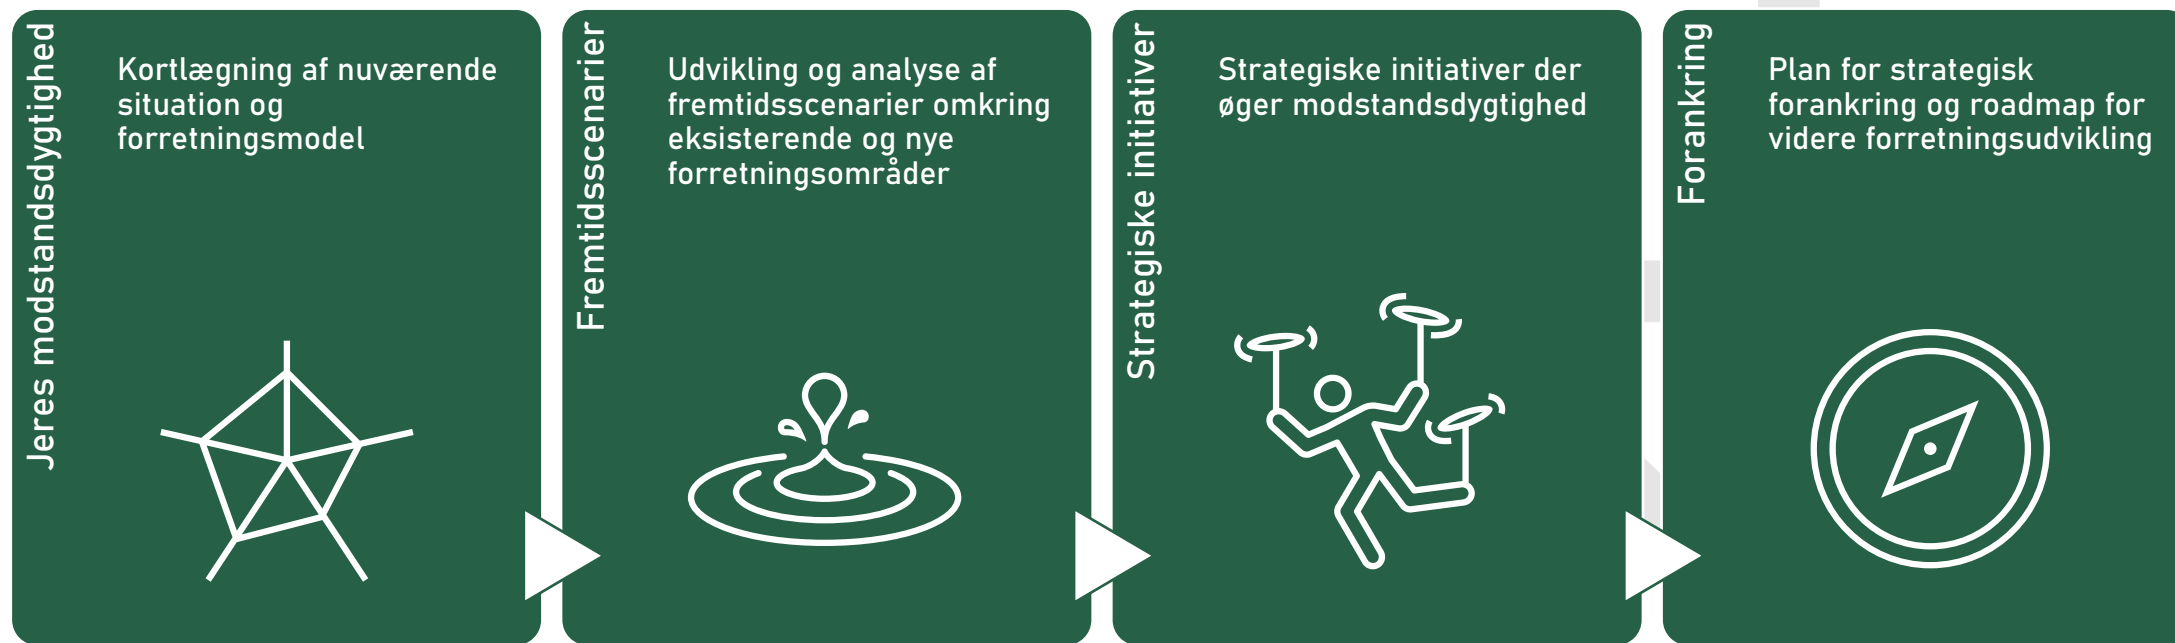 Jeres modstandsdygtighed
Kortlægning af nuværende
situation og
forretningsmodel
Fremtidsscenarier
Udvikling og analyse af
fremtidsscenarier omkring
eksisterende og nye
forretningsområder
Strategiske initiativer
Strategiske initiativer der
øger modstandsdygtighed
Forankring
Plan for strategisk
forankring og roadmap for
videre forretningsudvikling